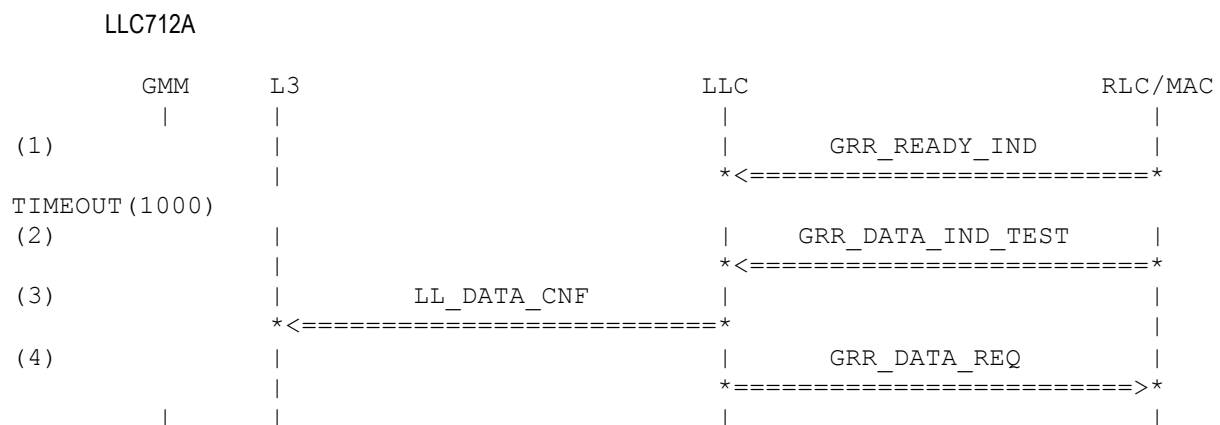 LLC712A
GMM L3 LLC RLC/MAC
| | | |
(1) | | GRR_READY_IND |
| *<=========================*
TIMEOUT(1000)
(2) | | GRR_DATA_IND_TEST |
| *<=========================*
(3) | LL_DATA_CNF | |
*<==========================* |
(4) | | GRR_DATA_REQ |
| *=========================>*
| | | |